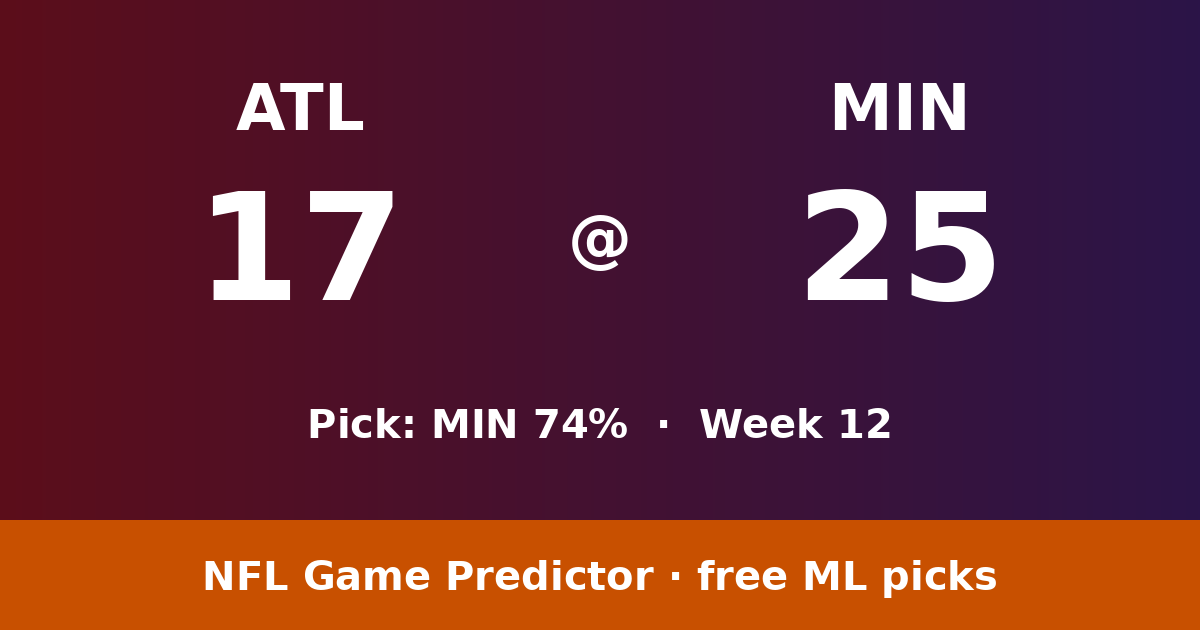 ATL MIN
17 @ 25
Pick: MIN 74% · Week 12
NFL Game Predictor · free ML picks